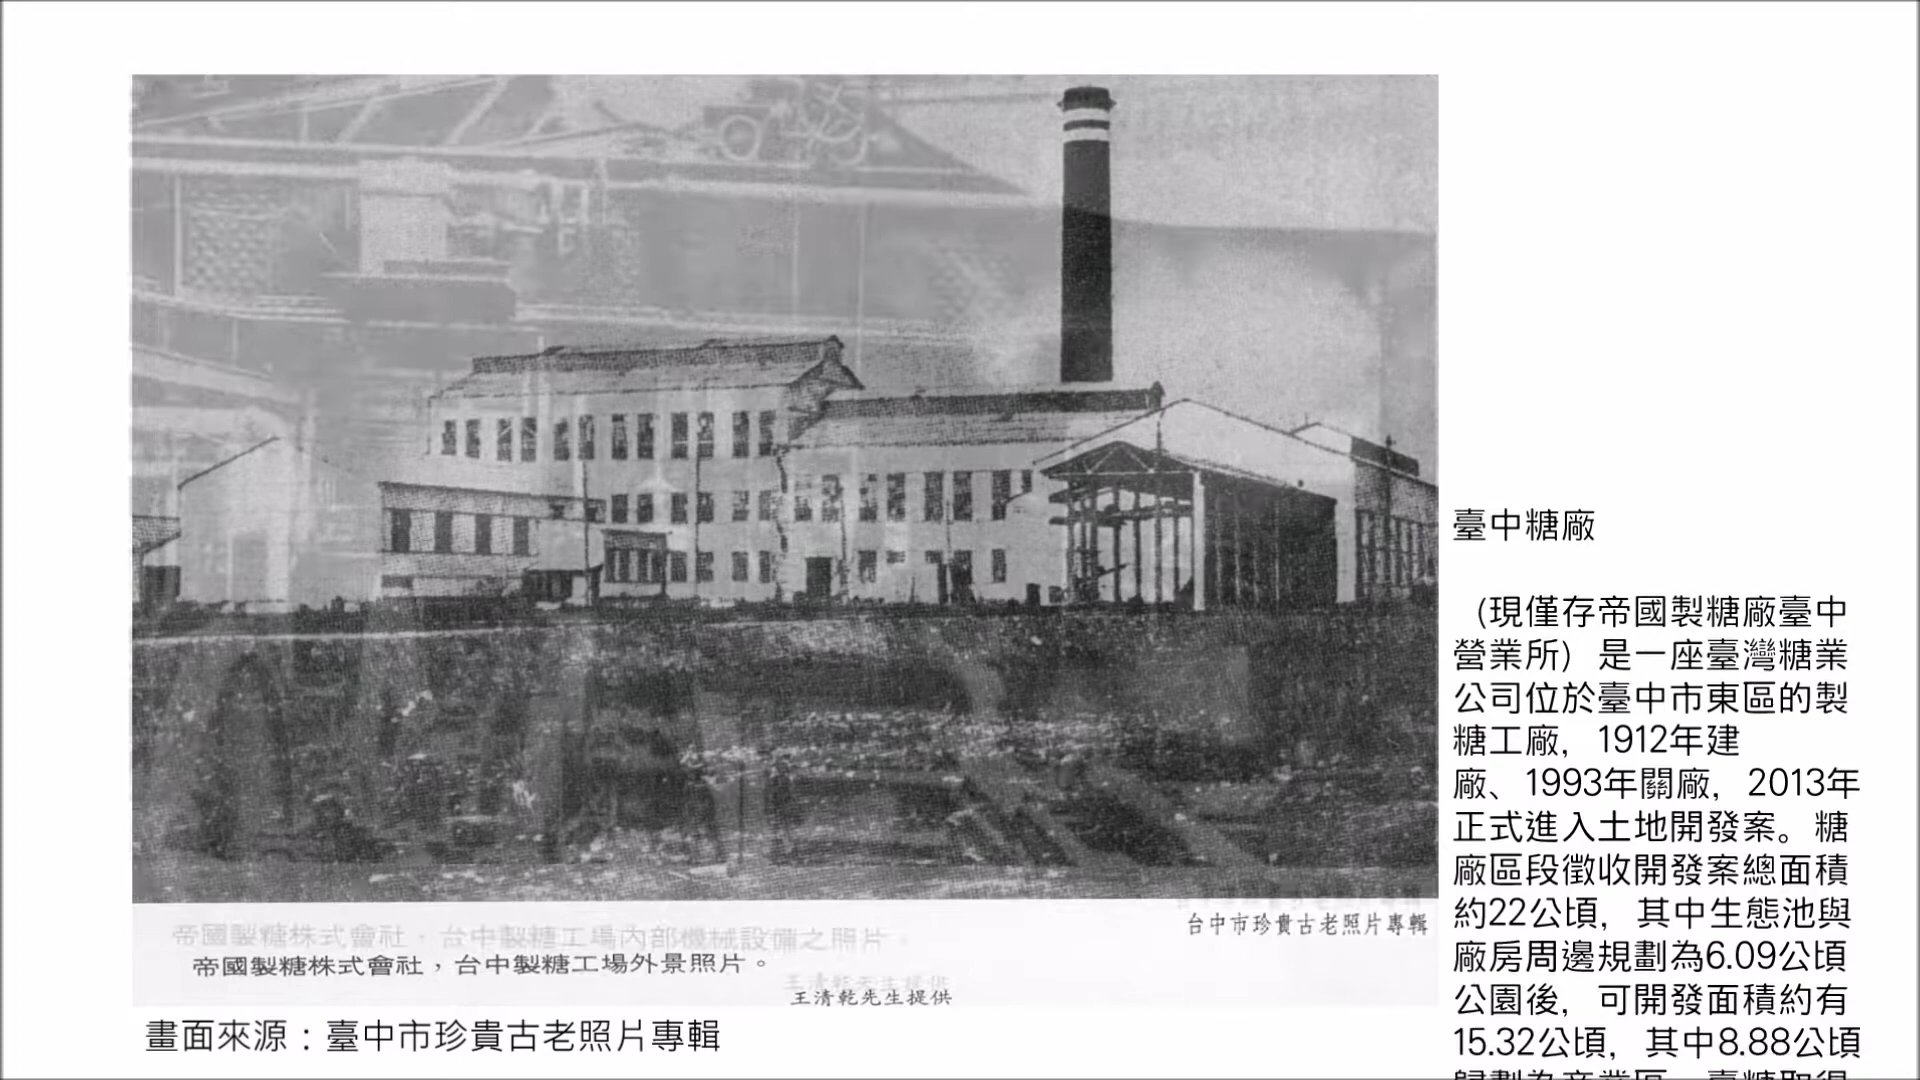 台中市珍貴古老照片專輯
帝國製糖株式會社，台中製糖工場內部機械設備之照片。
帝國製糖株式會社，台中製糖工場外景照片。
王清乾先生提供
畫面來源：臺中市珍貴古老照片專輯
臺中糖廠
（現僅存帝國製糖廠臺中
營業所）是一座臺灣糖業
公司位於臺中市東區的製
糖工廠，1912年建
廠、1993年關廠，2013年
正式進入土地開發案。糖
廠區段徵收開發案總面積
約22公頃，其中生態池與
廠房周邊規劃為6.09公頃
公園後，可開發面積約有
15.32公頃，其中8.88公頃